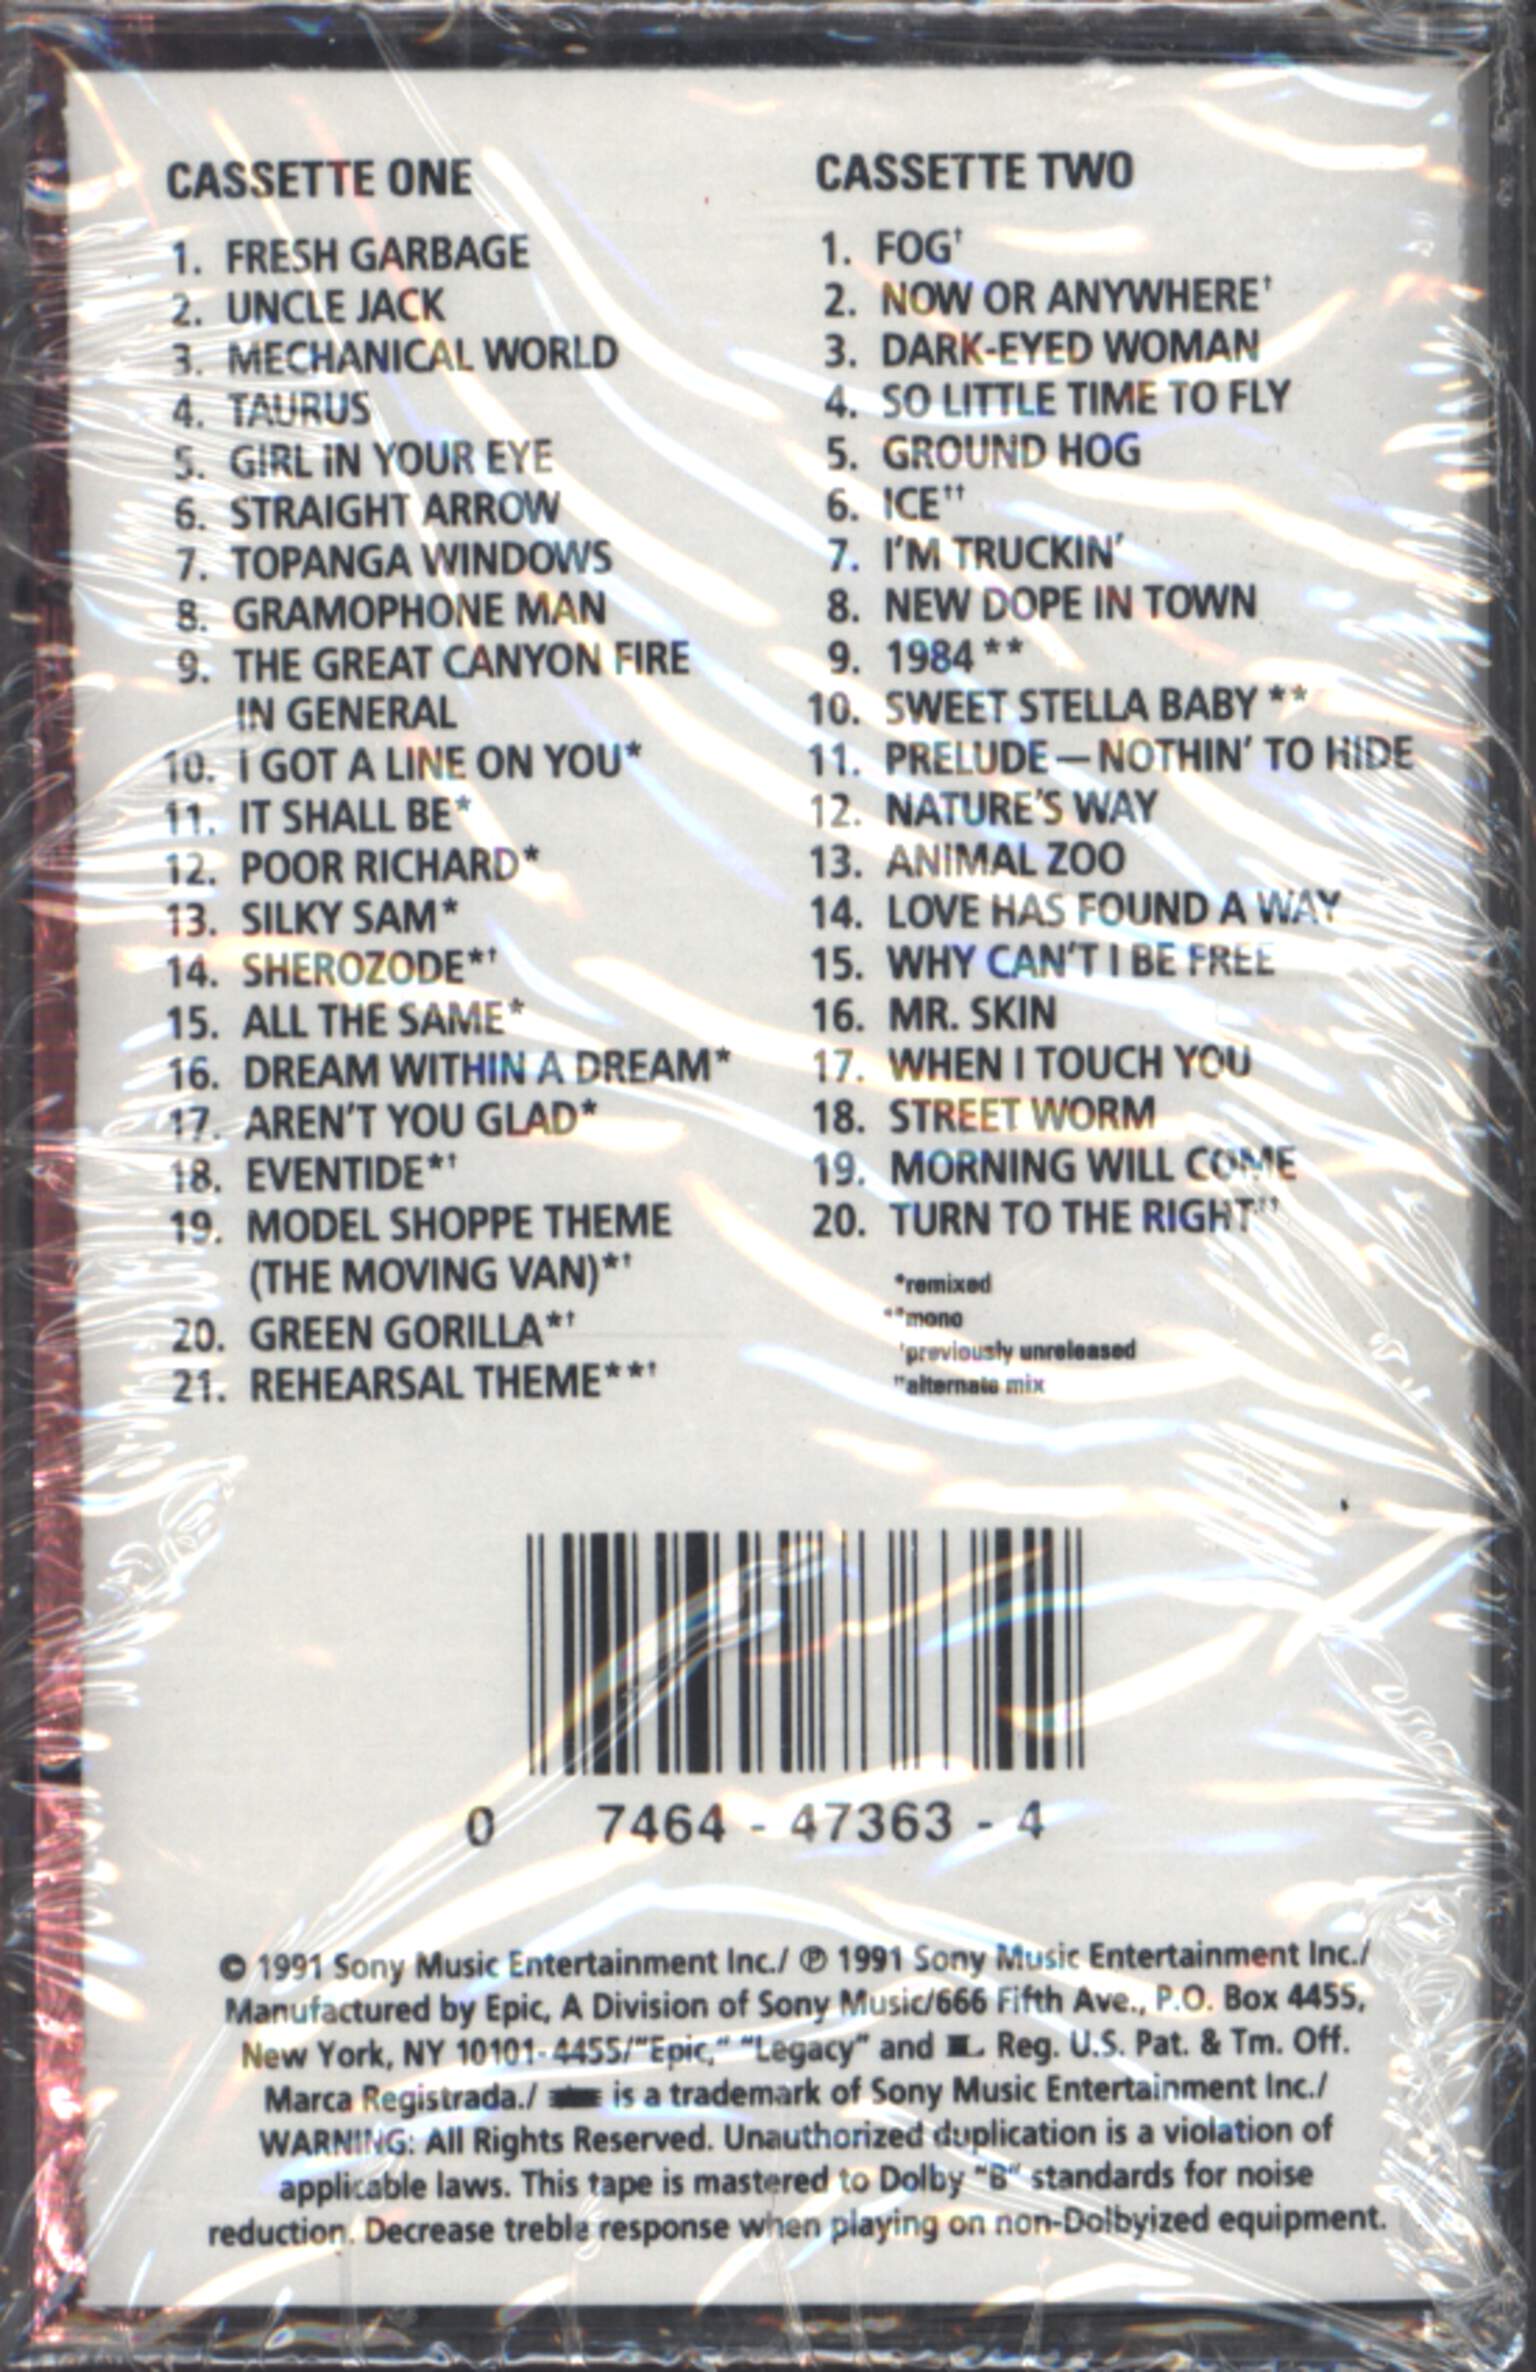 CASSETTE ONE
1. FRESH GARBAGE
2. UNCLE JACK
3. MECHANICAL WORLD
4. TAURUS
5. GIRL IN YOUR EYE
6. STRAIGHT ARROW
7. TOPANGA WINDOWS
8. GRAMOPHONE MAN
9. THE GREAT CANYON FIRE
IN GENERAL
10. I GOT A LINE ON YOU*
11. IT SHALL BE*
12. POOR RICHARD*
13. SILKY SAM*
14. SHEROZODE*†
15. ALL THE SAME*
16. DREAM WITHIN A DREAM*
17. AREN'T YOU GLAD*
18. EVENTIDE*†
19. MODEL SHOPPE THEME
(THE MOVING VAN)*†
20. GREEN GORILLA*†
21. REHEARSAL THEME**†
CASSETTE TWO
1. FOG†
2. NOW OR ANYWHERE†
3. DARK-EYED WOMAN
4. SO LITTLE TIME TO FLY
5. GROUND HOG
6. ICE††
7. I'M TRUCKIN'
8. NEW DOPE IN TOWN
9. 1984**
10. SWEET STELLA BABY**
11. PRELUDE—NOTHIN' TO HIDE
12. NATURE'S WAY
13. ANIMAL ZOO
14. LOVE HAS FOUND A WAY
15. WHY CAN'T I BE FREE
16. MR. SKIN
17. WHEN I TOUCH YOU
18. STREET WORM
19. MORNING WILL COME
20. TURN TO THE RIGHT††
*remixed
**mono
†previously unreleased
††alternate mix
0 7464 - 47363 - 4
© 1991 Sony Music Entertainment Inc./ ℗ 1991 Sony Music Entertainment Inc./
Manufactured by Epic, A Division of Sony Music/666 Fifth Ave., P.O. Box 4455,
New York, NY 10101-4455/"Epic," "Legacy" and L Reg. U.S. Pat. & Tm. Off.
Marca Registrada./ is a trademark of Sony Music Entertainment Inc./
WARNING: All Rights Reserved. Unauthorized duplication is a violation of
applicable laws. This tape is mastered to Dolby "B" standards for noise
reduction. Decrease treble response when playing on non-Dolbyized equipment.